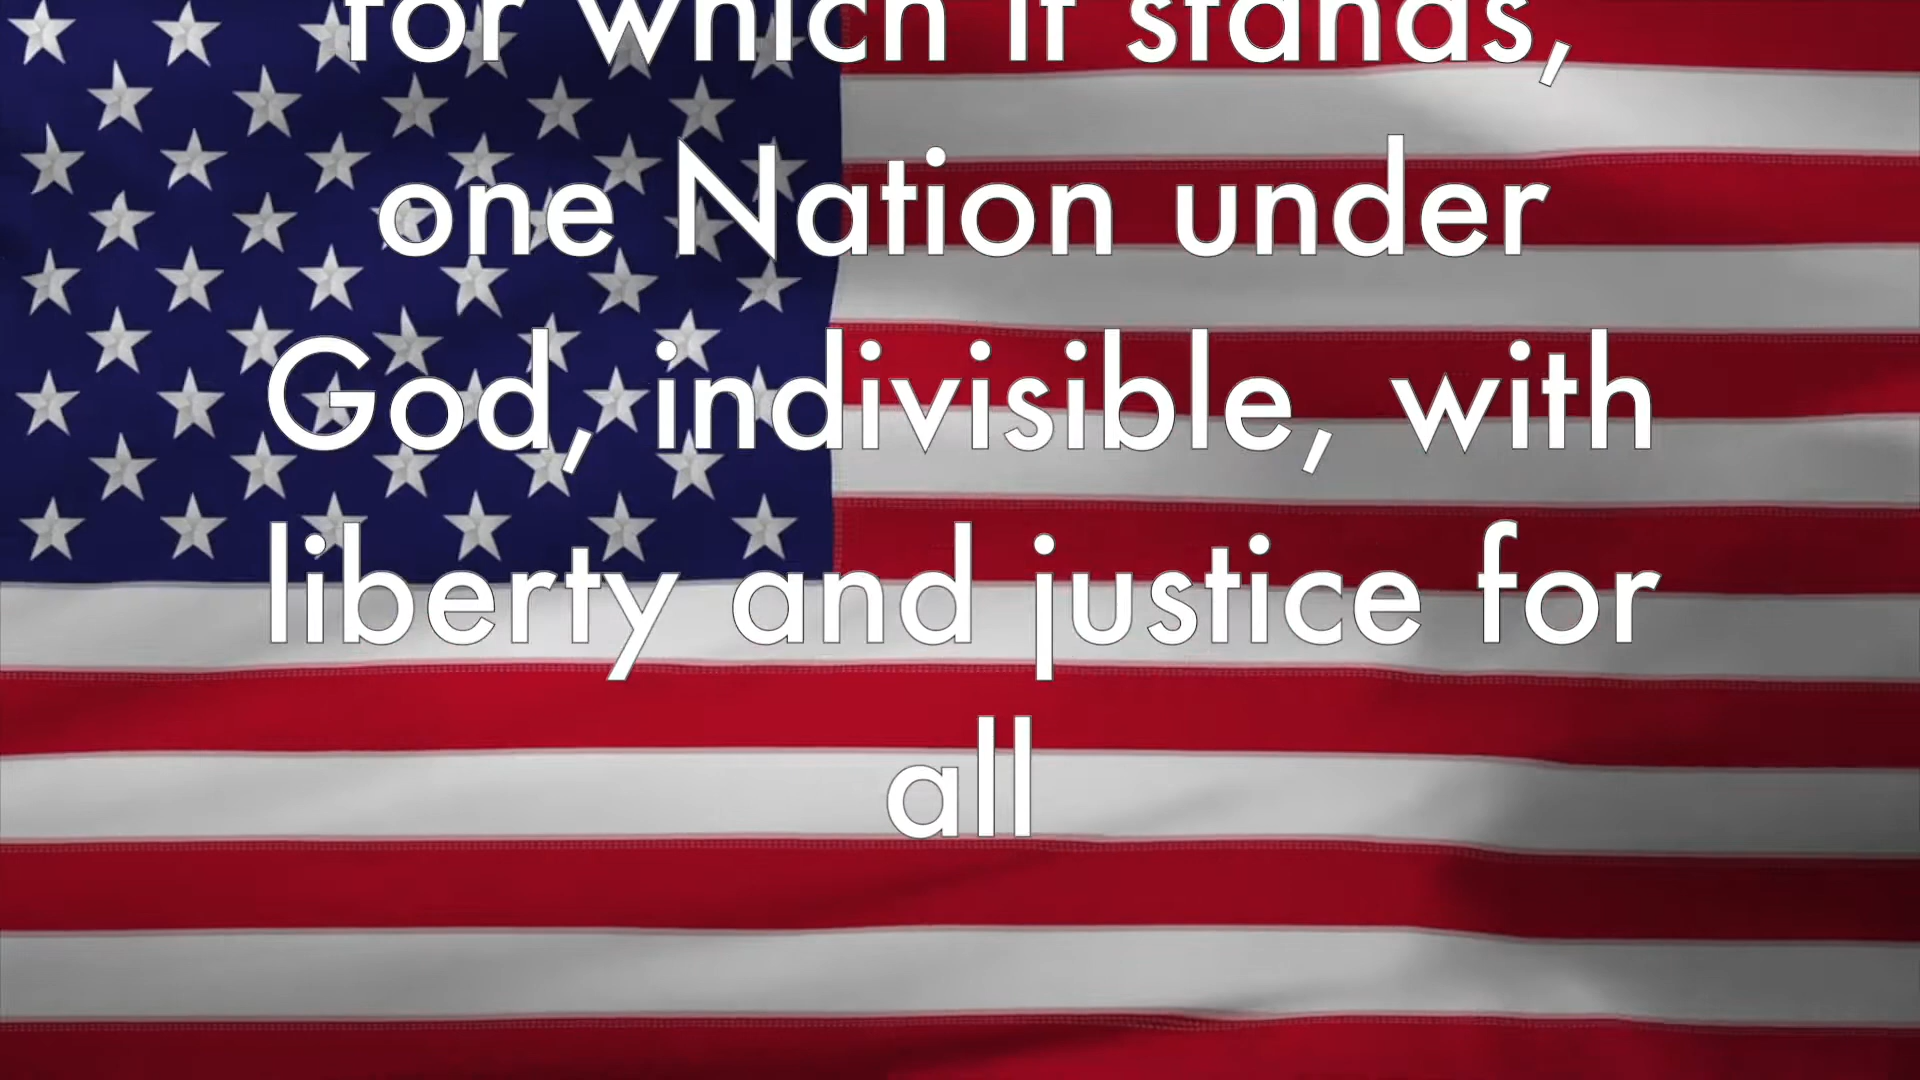 for which it stands,
one Nation under
God, indivisible, with
liberty and justice for
all